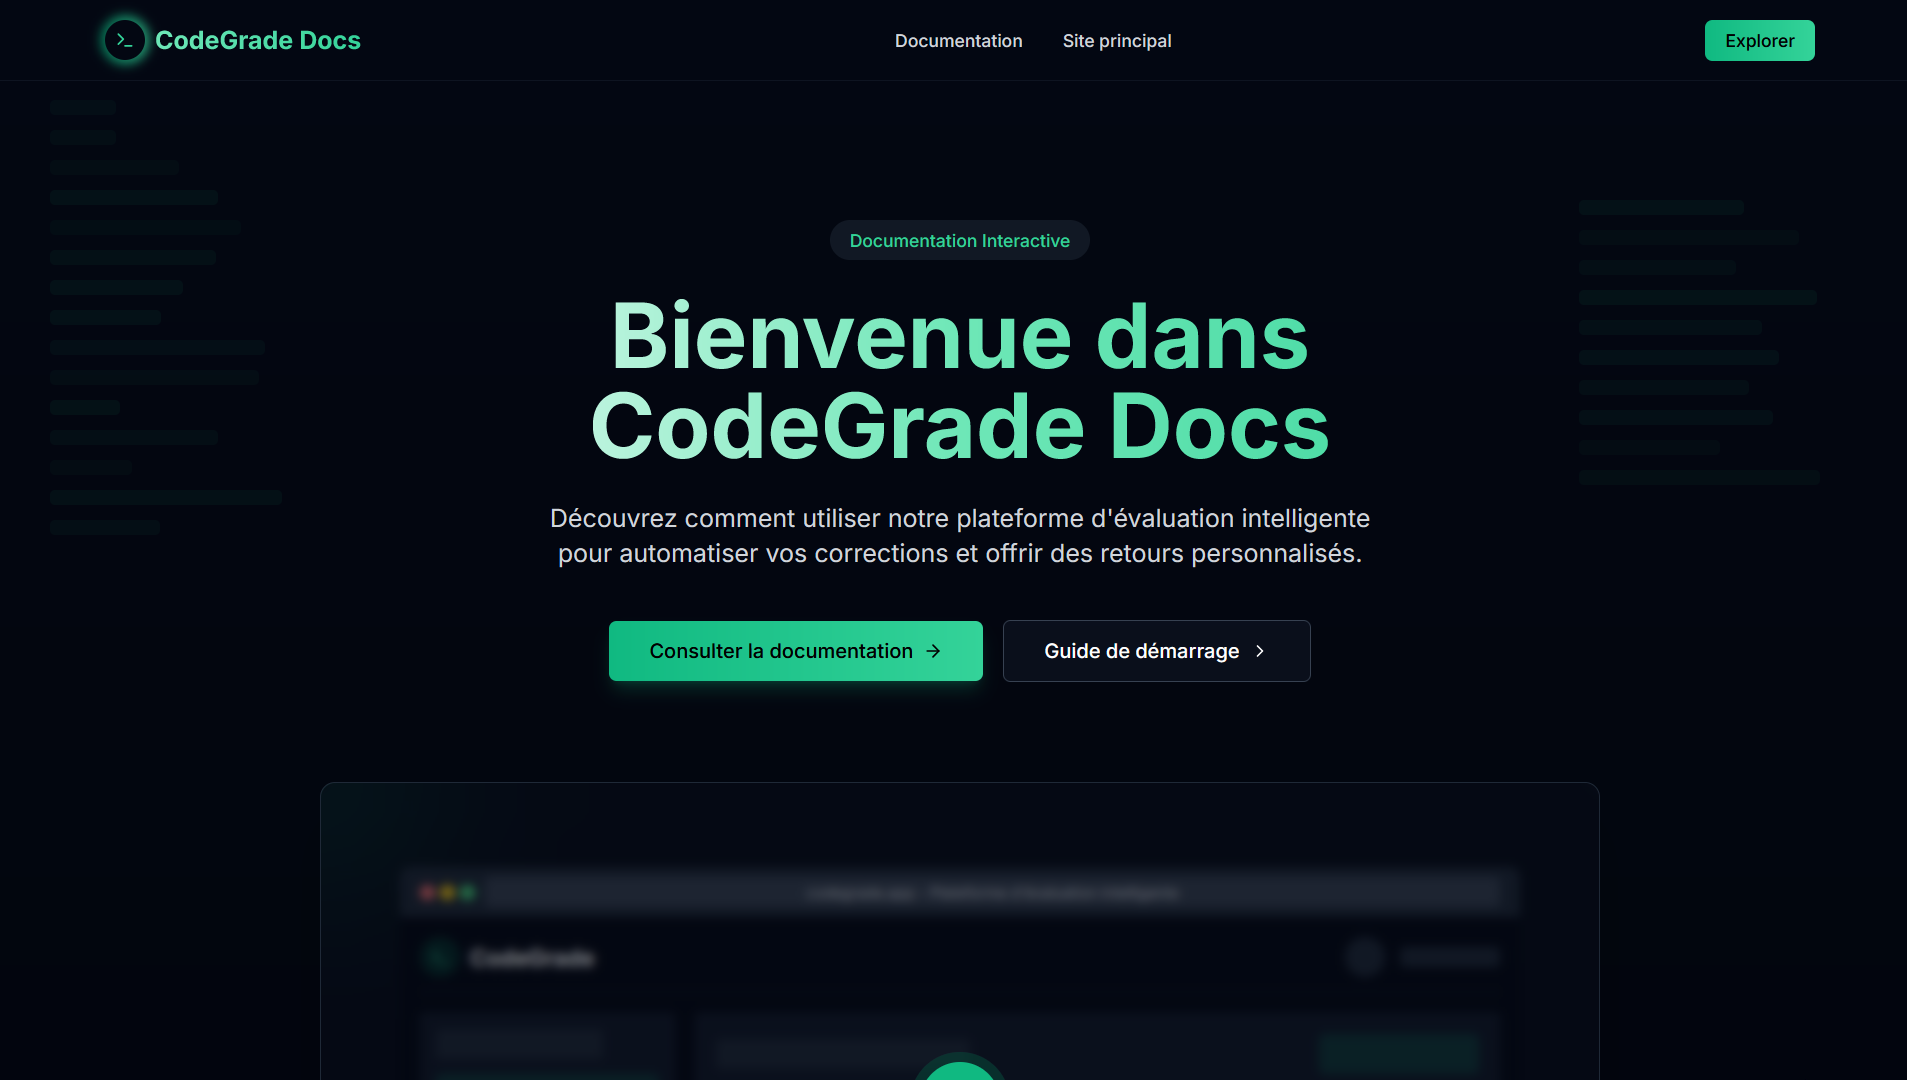 CodeGrade Docs
Documentation
Site principal
Explorer
Documentation Interactive
Bienvenue dans
CodeGrade Docs
Découvrez comment utiliser notre plateforme d'évaluation intelligente
pour automatiser vos corrections et offrir des retours personnalisés.
Consulter la documentation
Guide de démarrage
CodeGrade